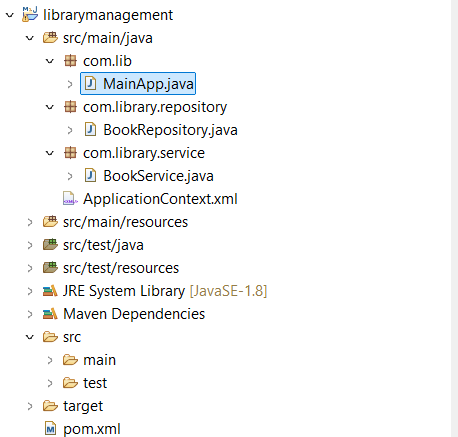 librarymanagement
src/main/java
com.lib
MainApp.java
com.library.repository
BookRepository.java
com.library.service
BookService.java
ApplicationContext.xml
src/main/resources
src/test/java
src/test/resources
JRE System Library [JavaSE-1.8]
Maven Dependencies
src
main
test
target
pom.xml